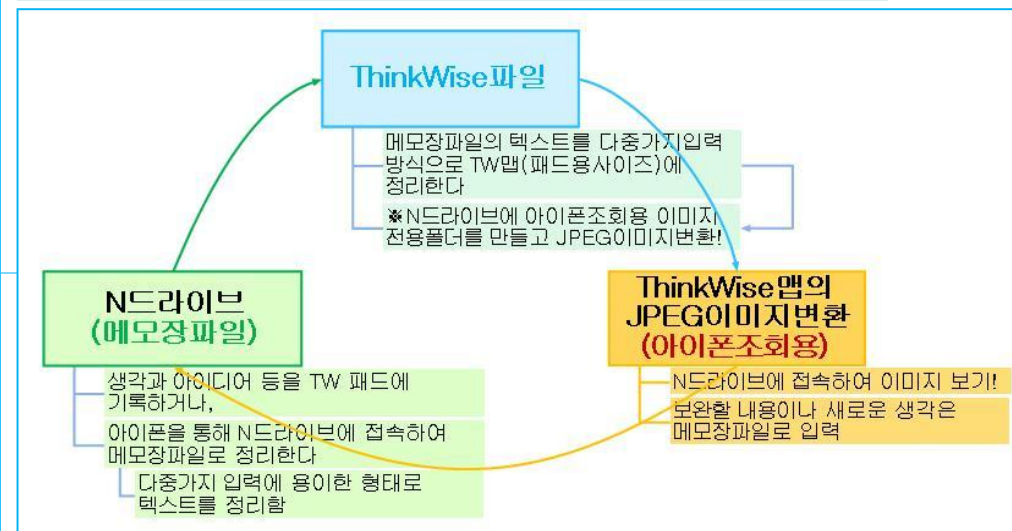 ThinkWise파일
메모장파일의 텍스트를 다중가지입력
방식으로 TW맵(패드용사이즈)에
정리한다
※N드라이브에 아이폰조회용 이미지
전용폴더를 만들고 JPEG이미지변환!
N드라이브
(메모장파일)
생각과 아이디어 등을 TW 패드에
기록하거나,
아이폰을 통해 N드라이브에 접속하여
메모장파일로 정리한다
다중가지 입력에 용이한 형태로
텍스트를 정리함
ThinkWise맵의
JPEG이미지변환
(아이폰조회용)
N드라이브에 접속하여 이미지 보기!
보완할 내용이나 새로운 생각은
메모장파일로 입력